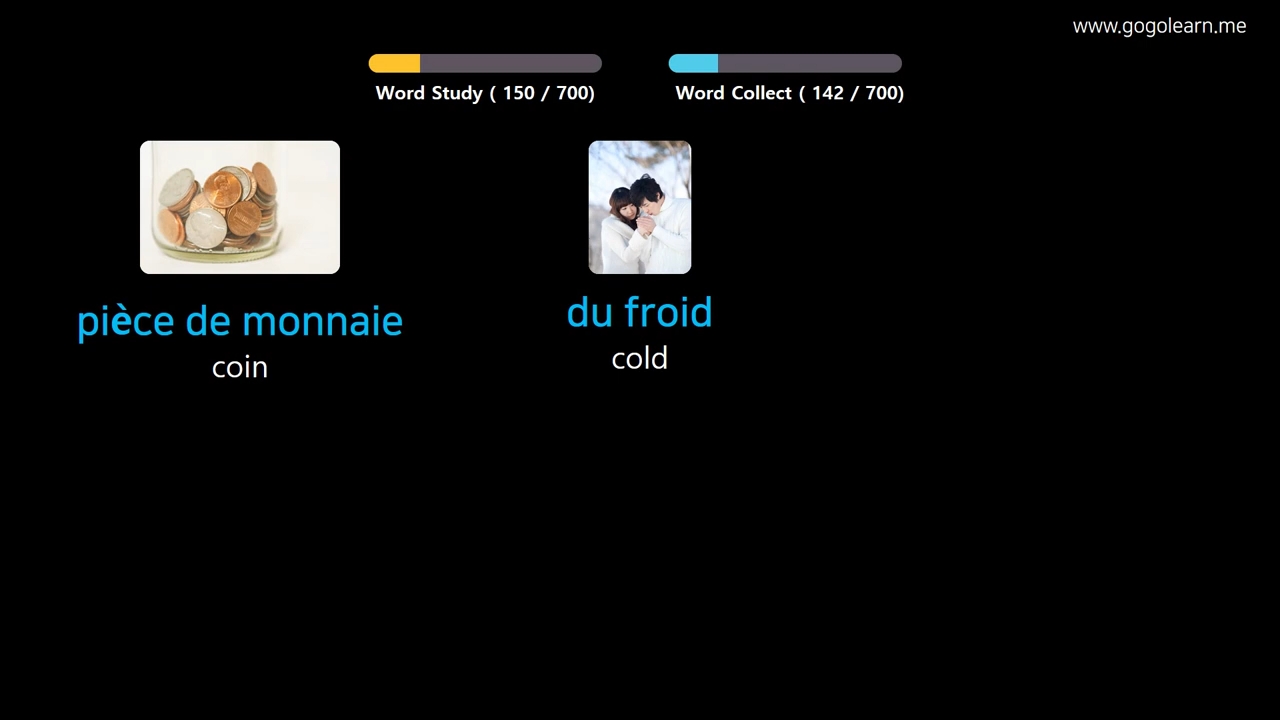 www.gogolearn.me
Word Study ( 150 / 700)
Word Collect ( 142 / 700)
pièce de monnaie
coin
du froid
cold